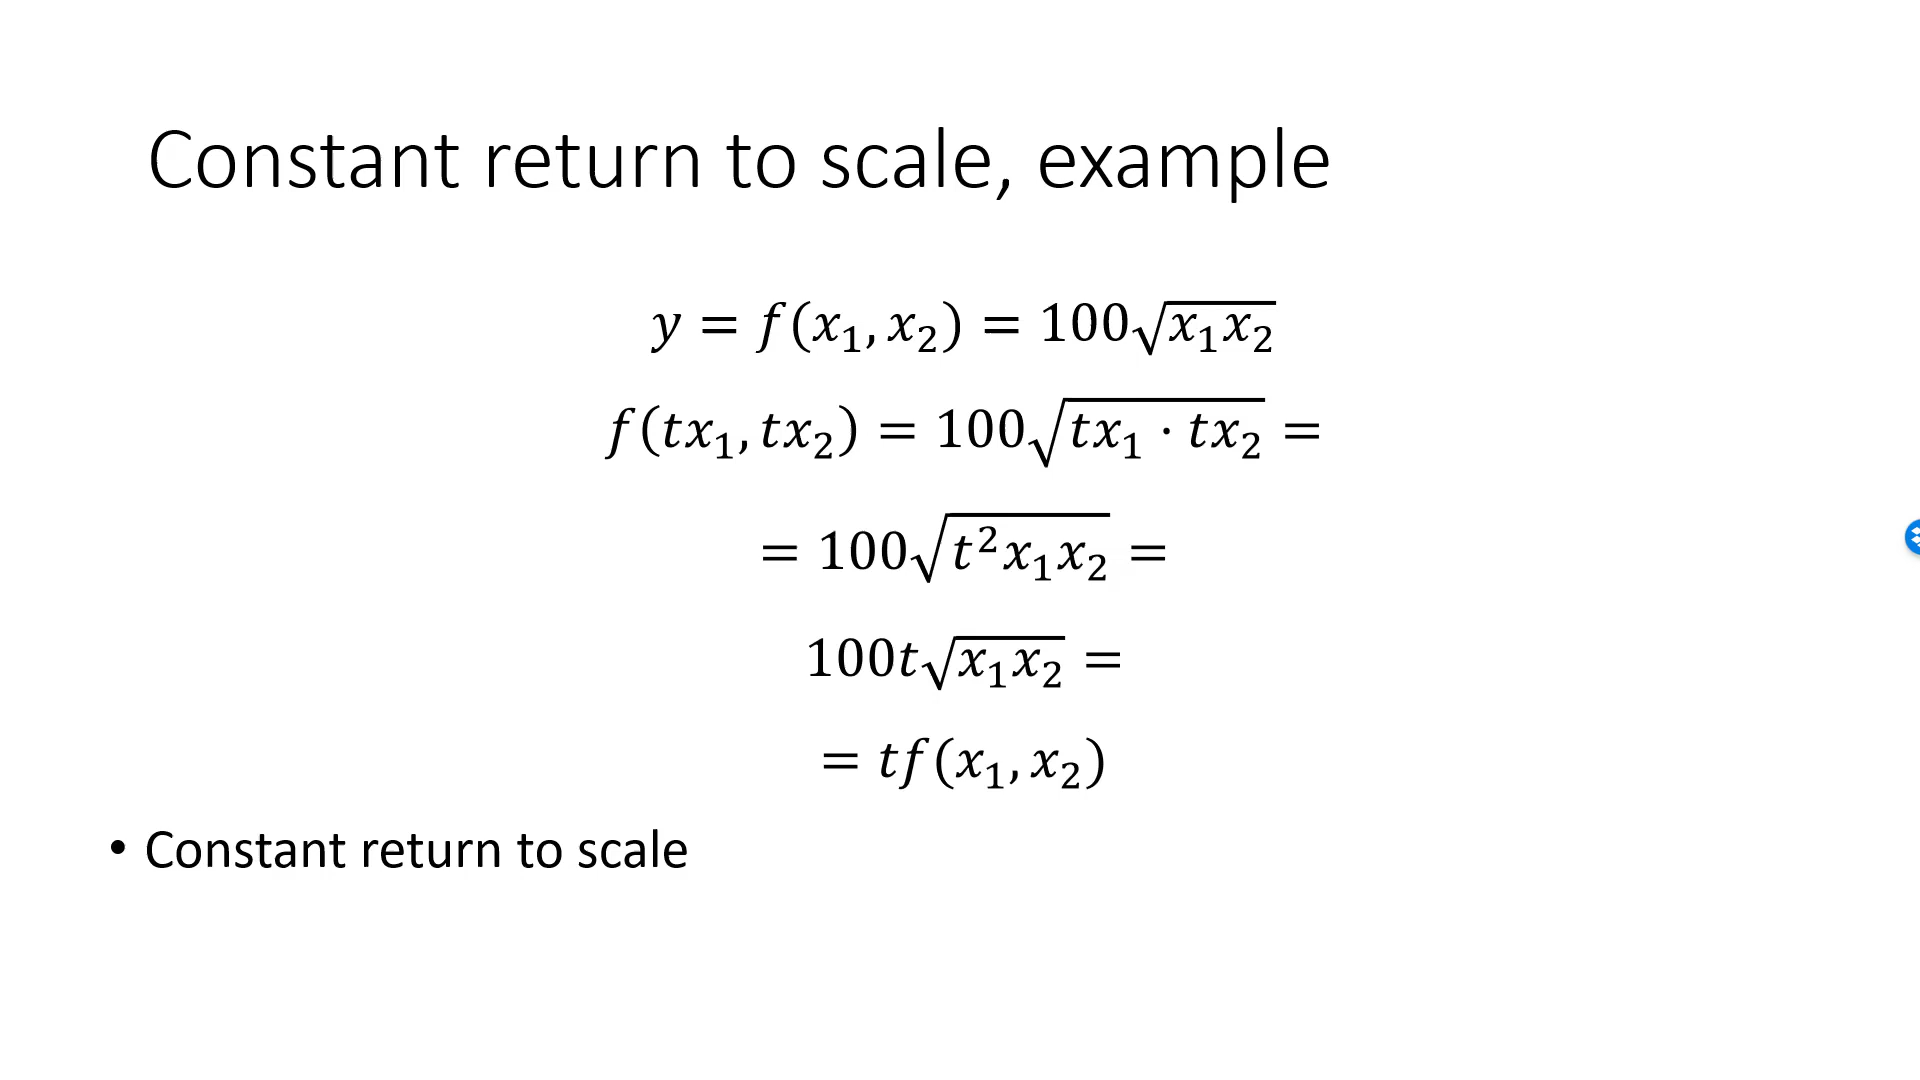 Constant return to scale, example
𝑦 = 𝑓(𝑥₁, 𝑥₂) = 100√𝑥₁𝑥₂
𝑓(𝑡𝑥₁, 𝑡𝑥₂) = 100√𝑡𝑥₁ · 𝑡𝑥₂ =
= 100√𝑡²𝑥₁𝑥₂ =
100𝑡√𝑥₁𝑥₂ =
= 𝑡𝑓(𝑥₁, 𝑥₂)
• Constant return to scale